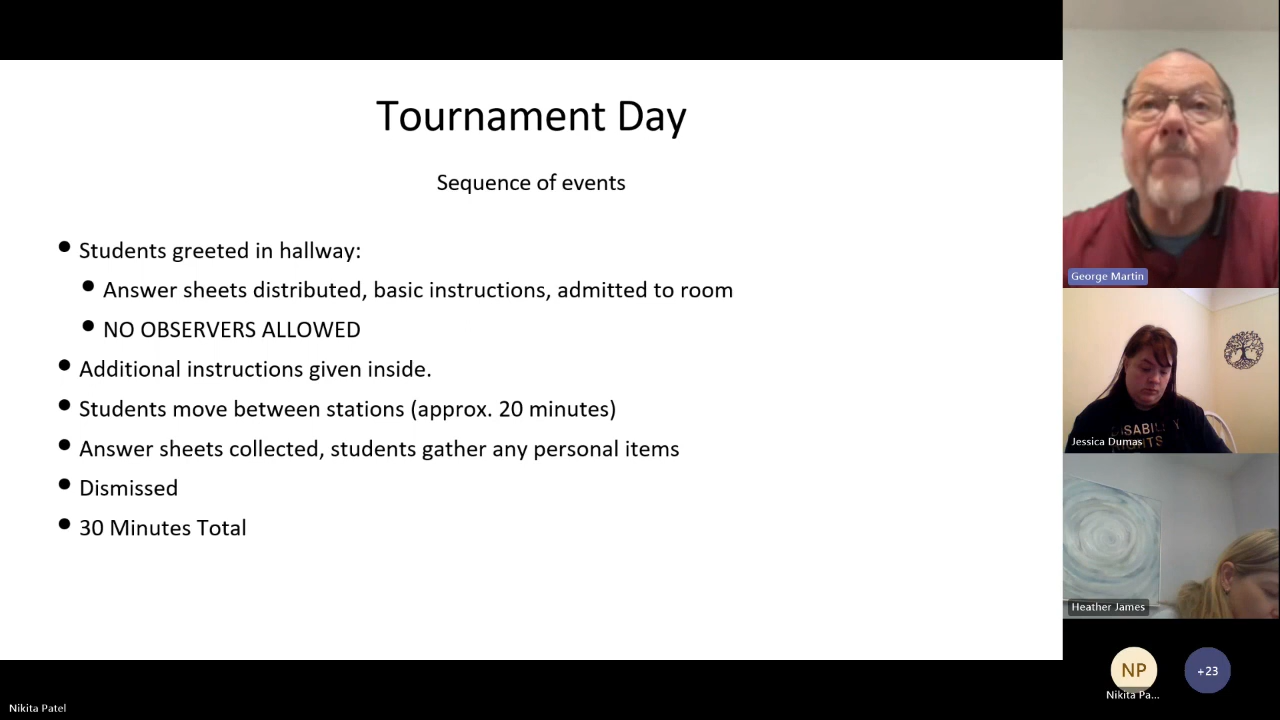 Tournament Day
Sequence of events
Students greeted in hallway:
Answer sheets distributed, basic instructions, admitted to room
NO OBSERVERS ALLOWED
Additional instructions given inside.
Students move between stations (approx. 20 minutes)
Answer sheets collected, students gather any personal items
Dismissed
30 Minutes Total
George Martin
DISABILITY
RIGHTS
Jessica Dumas
Heather James
NP
+23
Nikita Pa...
Nikita Patel